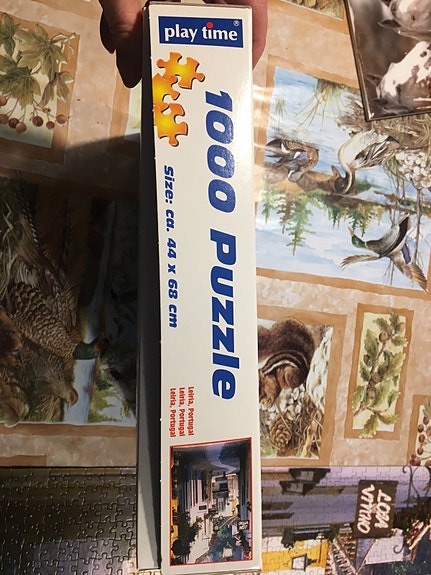 play time®
1000 Puzzle
Size: ca. 44 x 68 cm
Leiria, Portugal
Leiria, Portugal
Leiria, Portugal